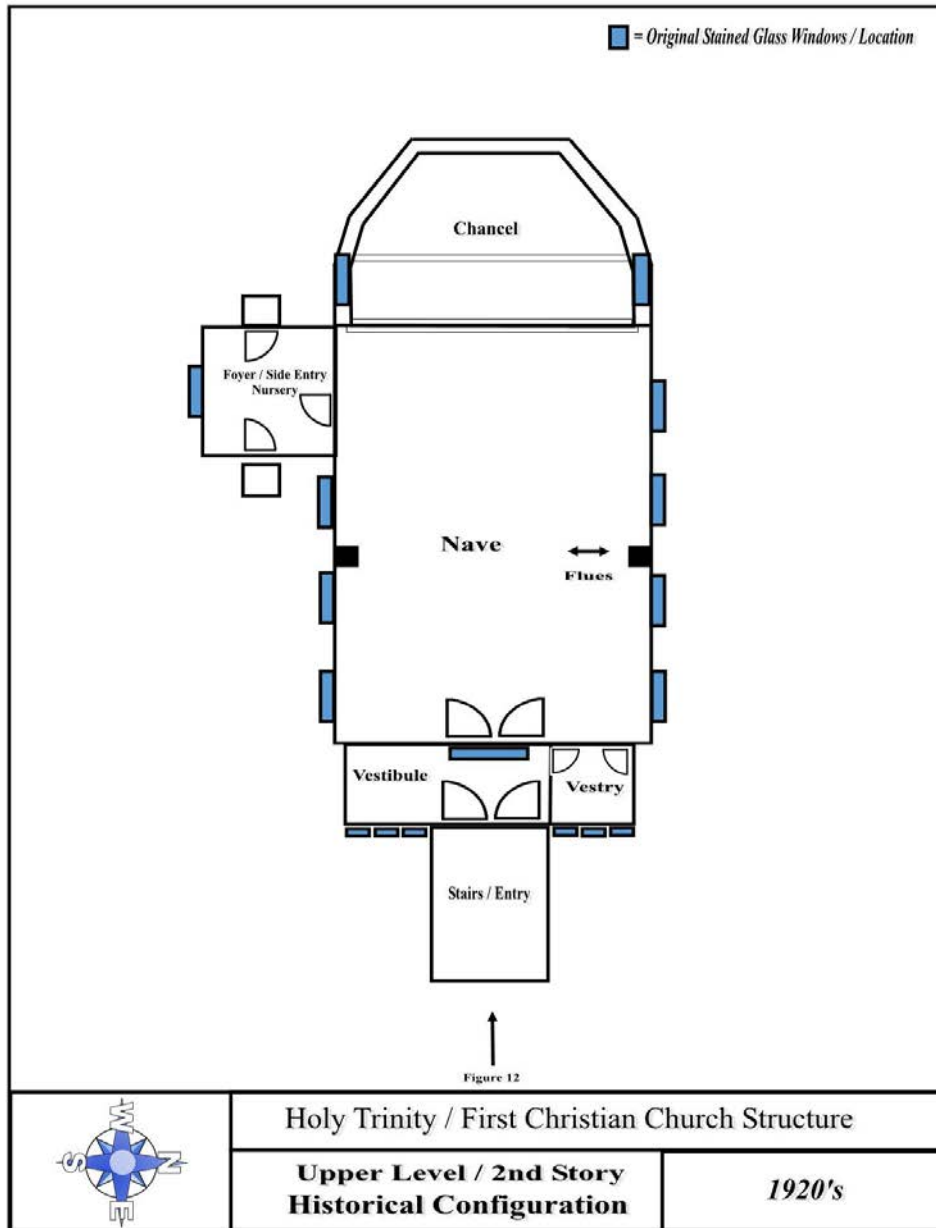 = Original Stained Glass Windows / Location
Chancel
Foyer / Side Entry
Nursery
Nave
Flues
Vestibule
Vestry
Stairs / Entry
Figure 12
W
S
N
E
Holy Trinity / First Christian Church Structure
Upper Level / 2nd Story
Historical Configuration
1920's